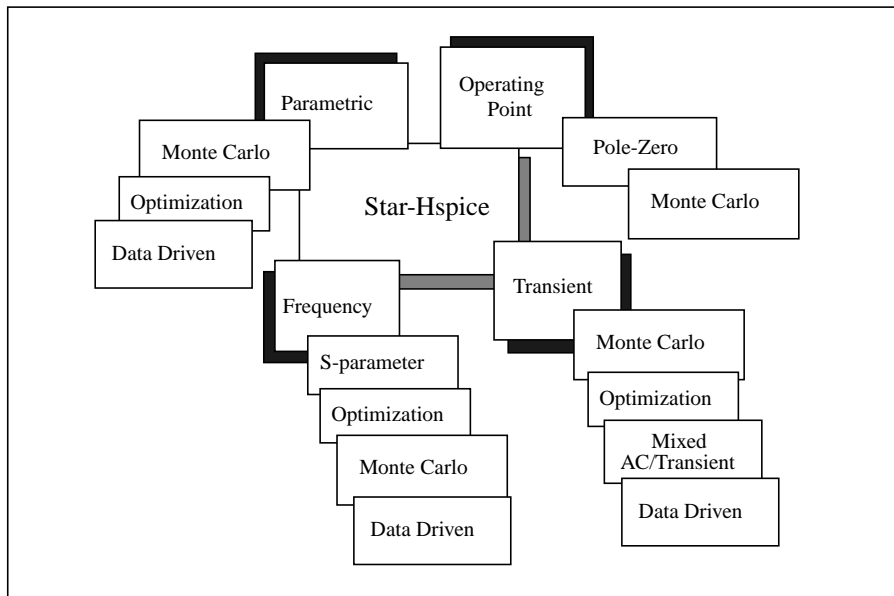 Parametric
Monte Carlo
Optimization
Data Driven
Operating
Point
Pole-Zero
Monte Carlo
Star-Hspice
Frequency
S-parameter
Optimization
Monte Carlo
Data Driven
Transient
Monte Carlo
Optimization
Mixed
AC/Transient
Data Driven